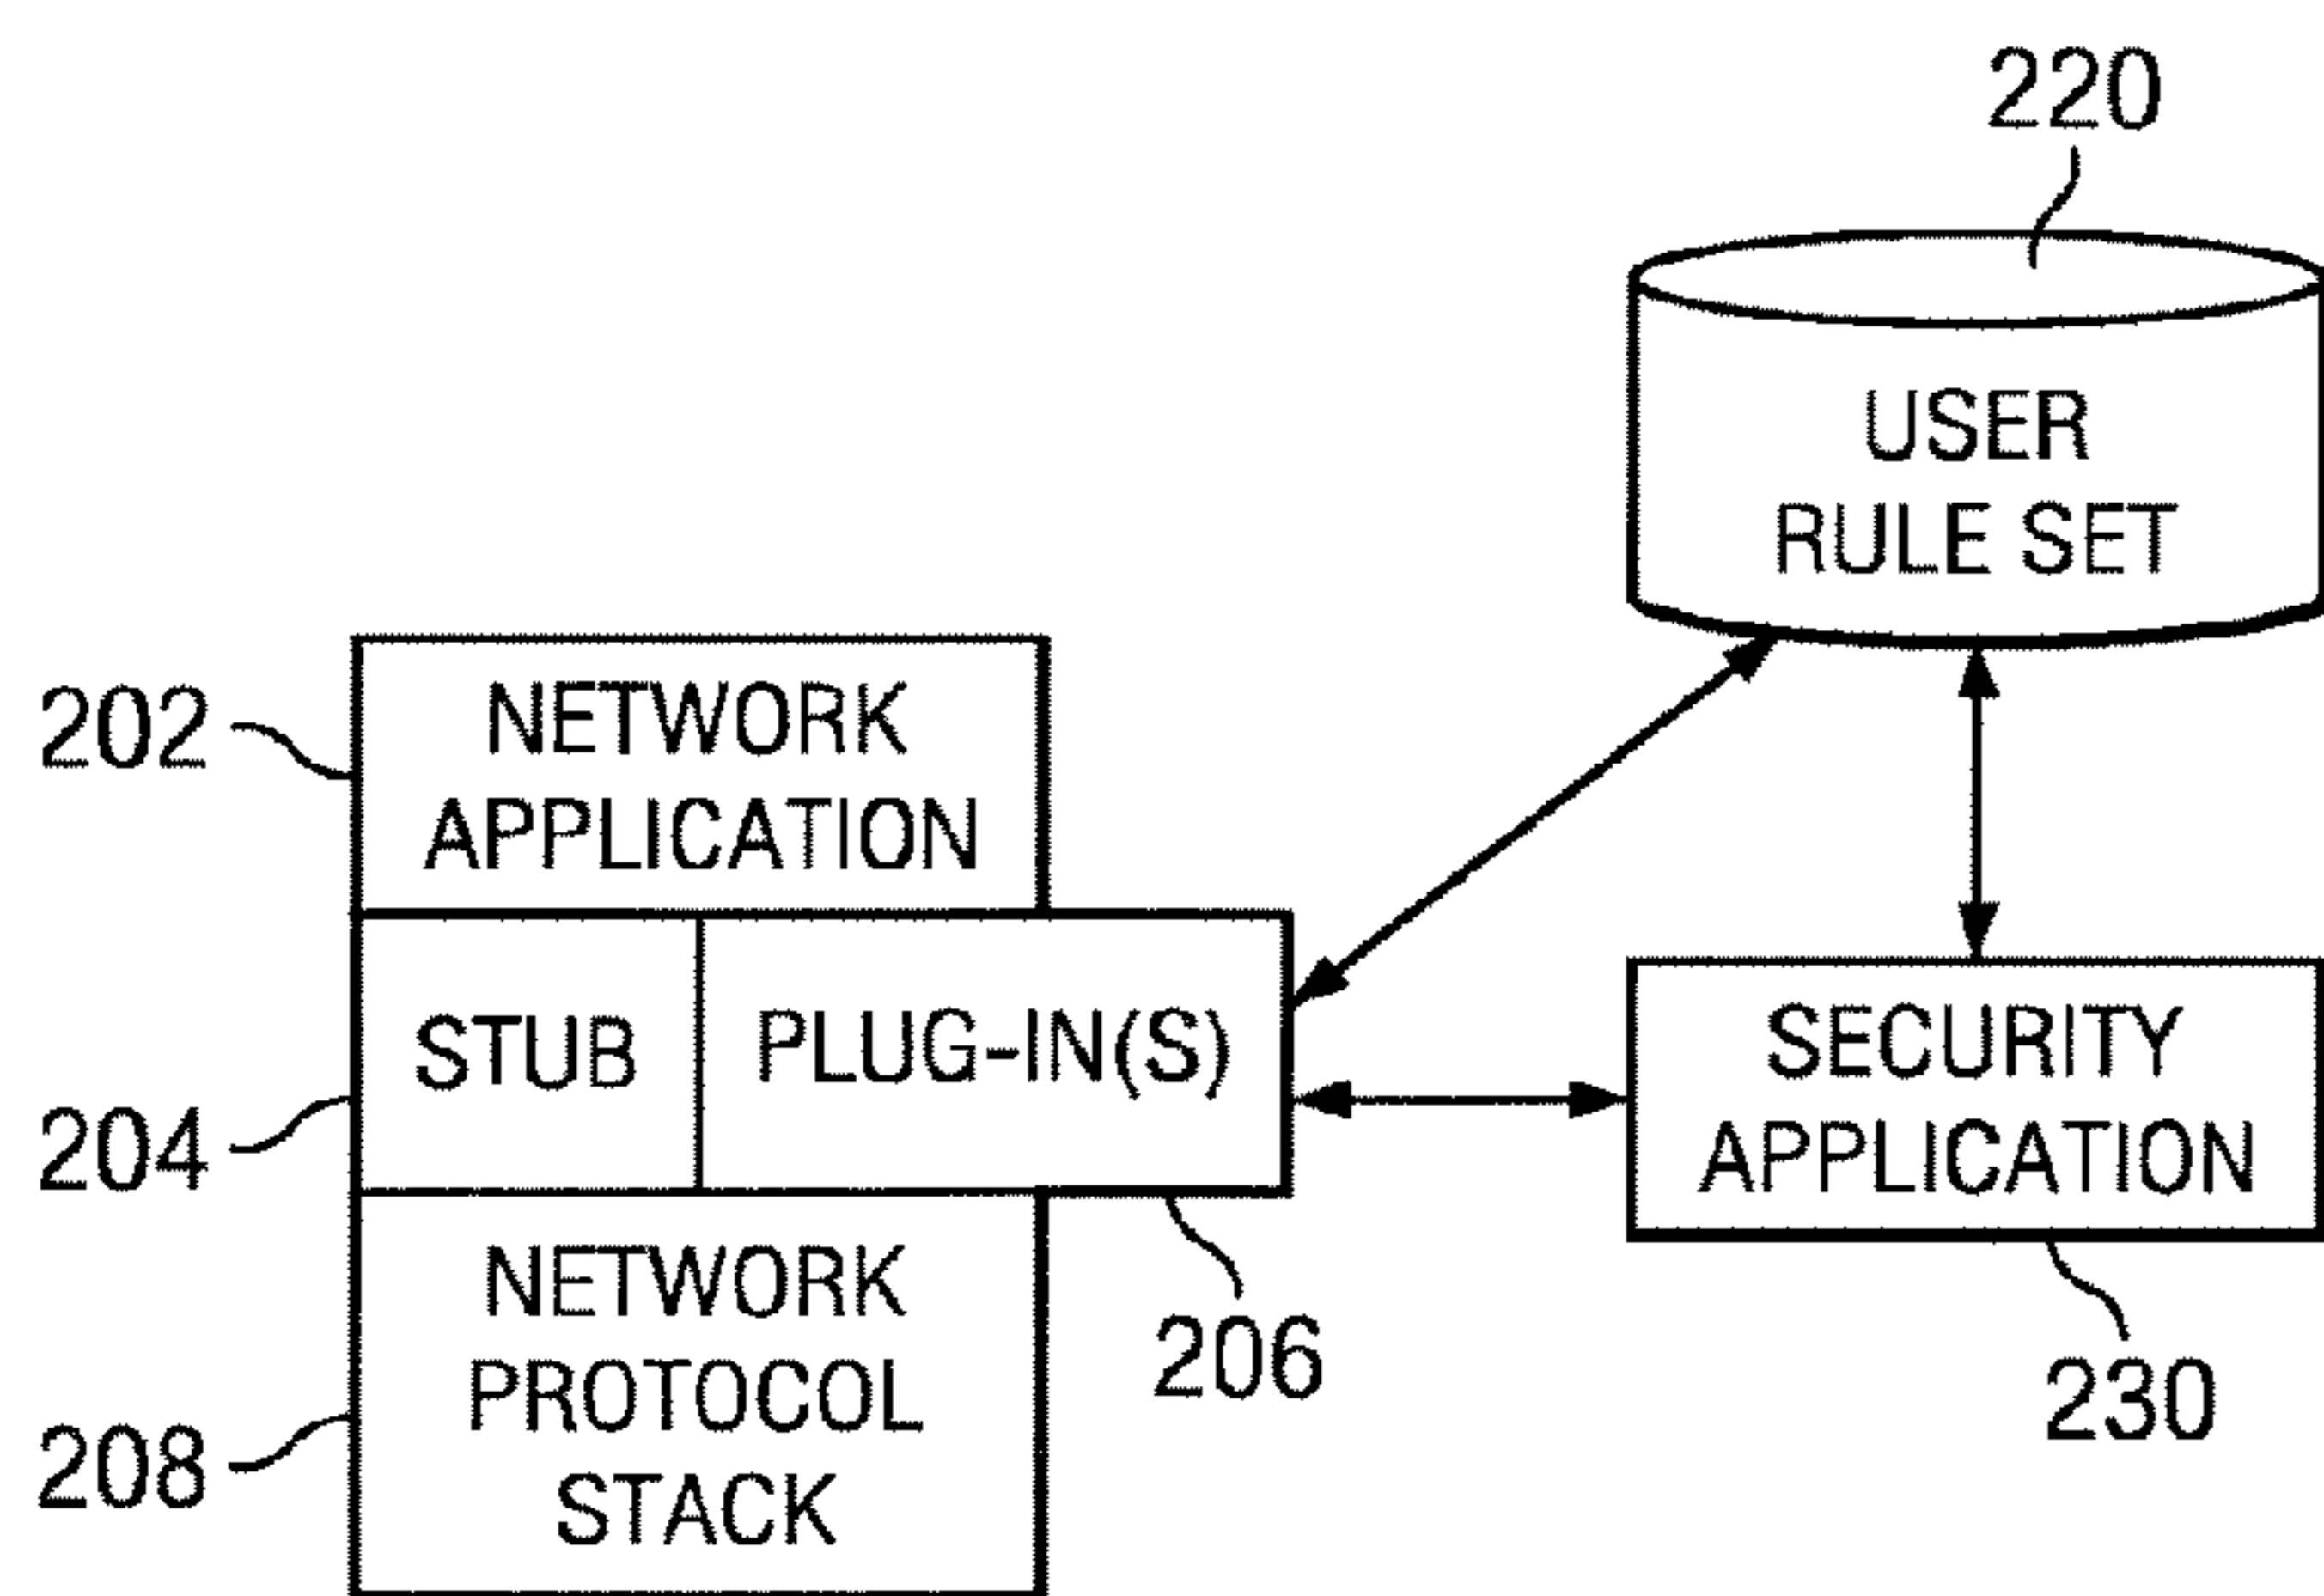 220
USER
RULE SET
202
NETWORK
APPLICATION
204
STUB
PLUG-IN(S)
SECURITY
APPLICATION
206
230
208
NETWORK
PROTOCOL
STACK